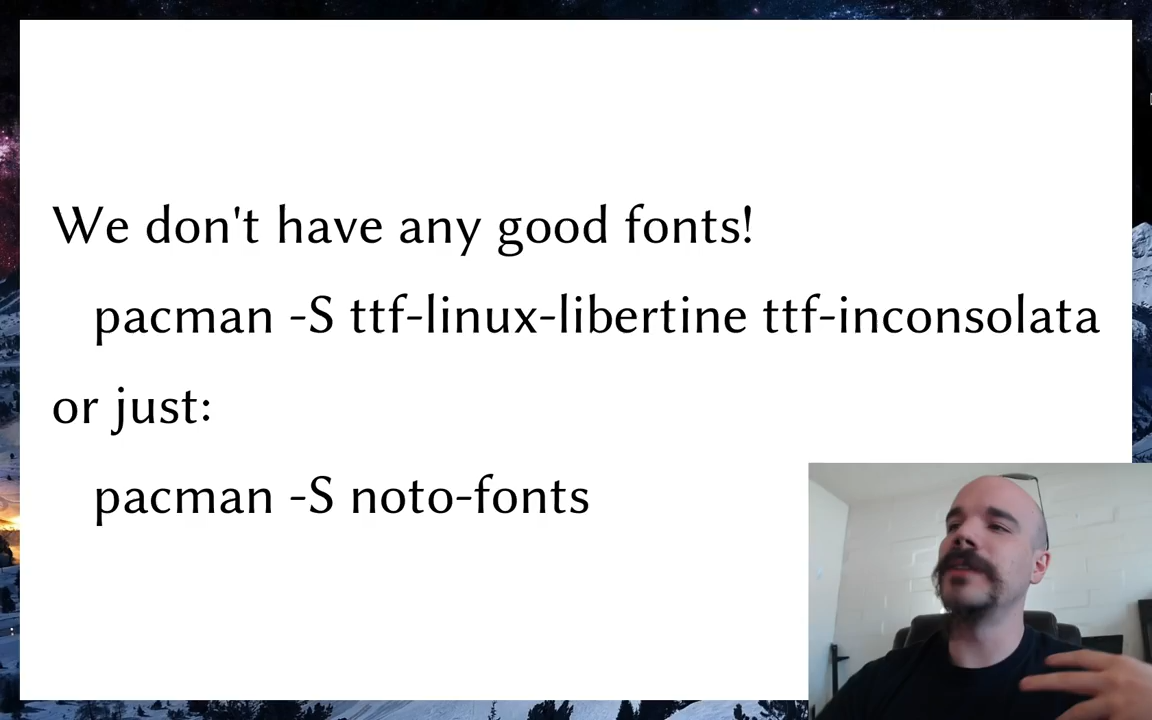 We don't have any good fonts!
pacman -S ttf-linux-libertine ttf-inconsolata
or just:
pacman -S noto-fonts